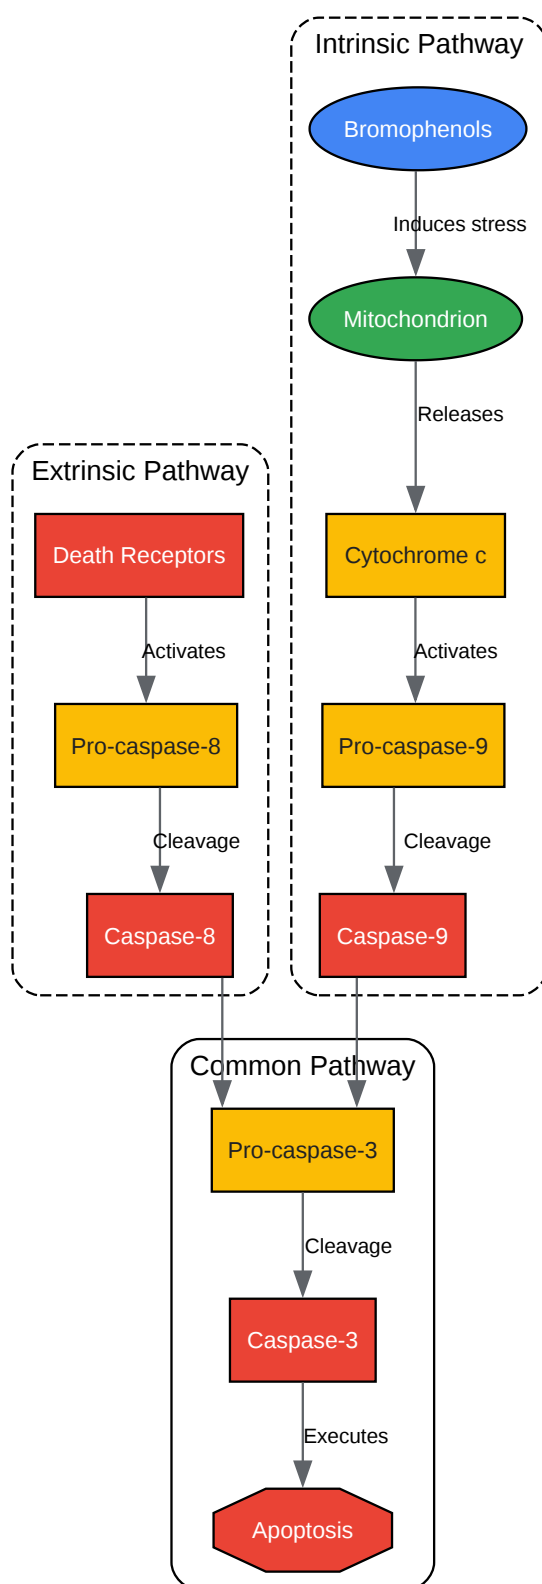 Intrinsic Pathway
Bromophenols
Induces stress
Mitochondrion
Releases
Cytochrome c
Activates
Pro-caspase-9
Cleavage
Caspase-9
Extrinsic Pathway
Death Receptors
Activates
Pro-caspase-8
Cleavage
Caspase-8
Common Pathway
Pro-caspase-3
Cleavage
Caspase-3
Executes
Apoptosis